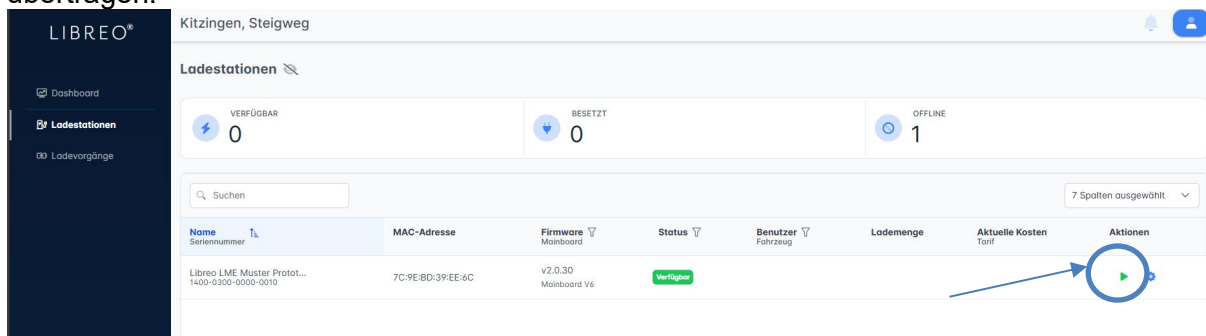 übertragen.
LIBREO®
Kitzingen, Steigweg
Ladestationen
Dashboard
Ladestationen
Ladevorgänge
VERFÜGBAR
0
BESETZT
0
OFFLINE
1
Suchen
7 Spalten ausgewählt
Name MAC-Adresse Firmware Status Benutzer Lademenge Aktuelle Kosten Aktionen
Seriennummer Mainboard Fahrzeug Tarif
Libreo LME Muster Protot... 7C:9E:BD:39:EE:6C v2.0.30 Verfügbar
1400-0300-0000-0010 Mainboard V6